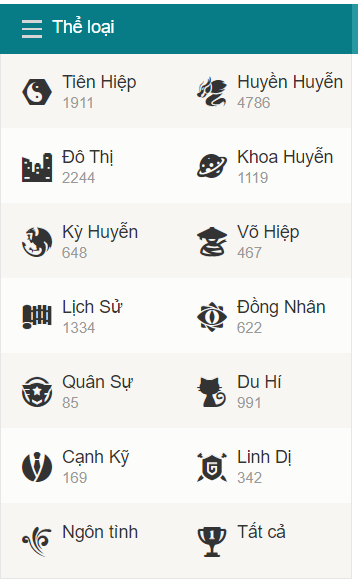 Thể loại
Tiên Hiệp
1911
Huyền Huyễn
4786
Đô Thị
2244
Khoa Huyễn
1119
Kỳ Huyễn
648
Võ Hiệp
467
Lịch Sử
1334
Đồng Nhân
622
Quân Sự
85
Du Hí
991
Cạnh Kỹ
169
Linh Dị
342
Ngôn tình
Tất cả